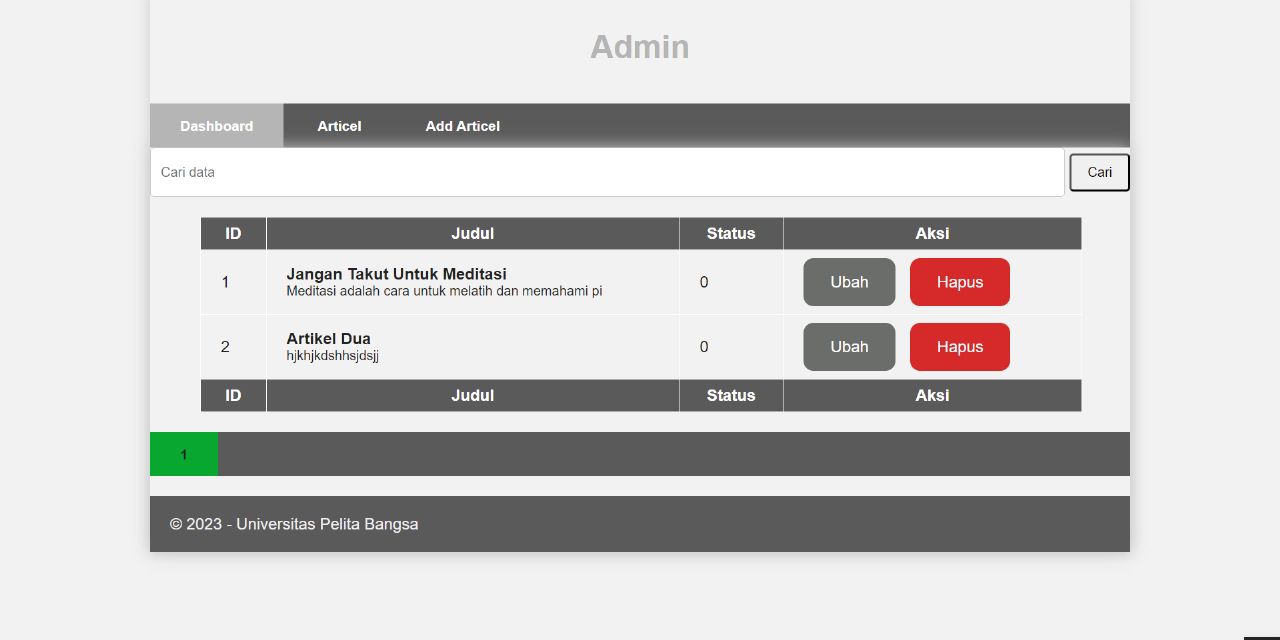 Admin
Dashboard Articel Add Articel
Cari data Cari
ID Judul Status Aksi
1 Jangan Takut Untuk Meditasi 0 Ubah Hapus
Meditasi adalah cara untuk melatih dan memahami pi
2 Artikel Dua 0 Ubah Hapus
hjkhjkdshhsjdsjj
ID Judul Status Aksi
1
© 2023 - Universitas Pelita Bangsa